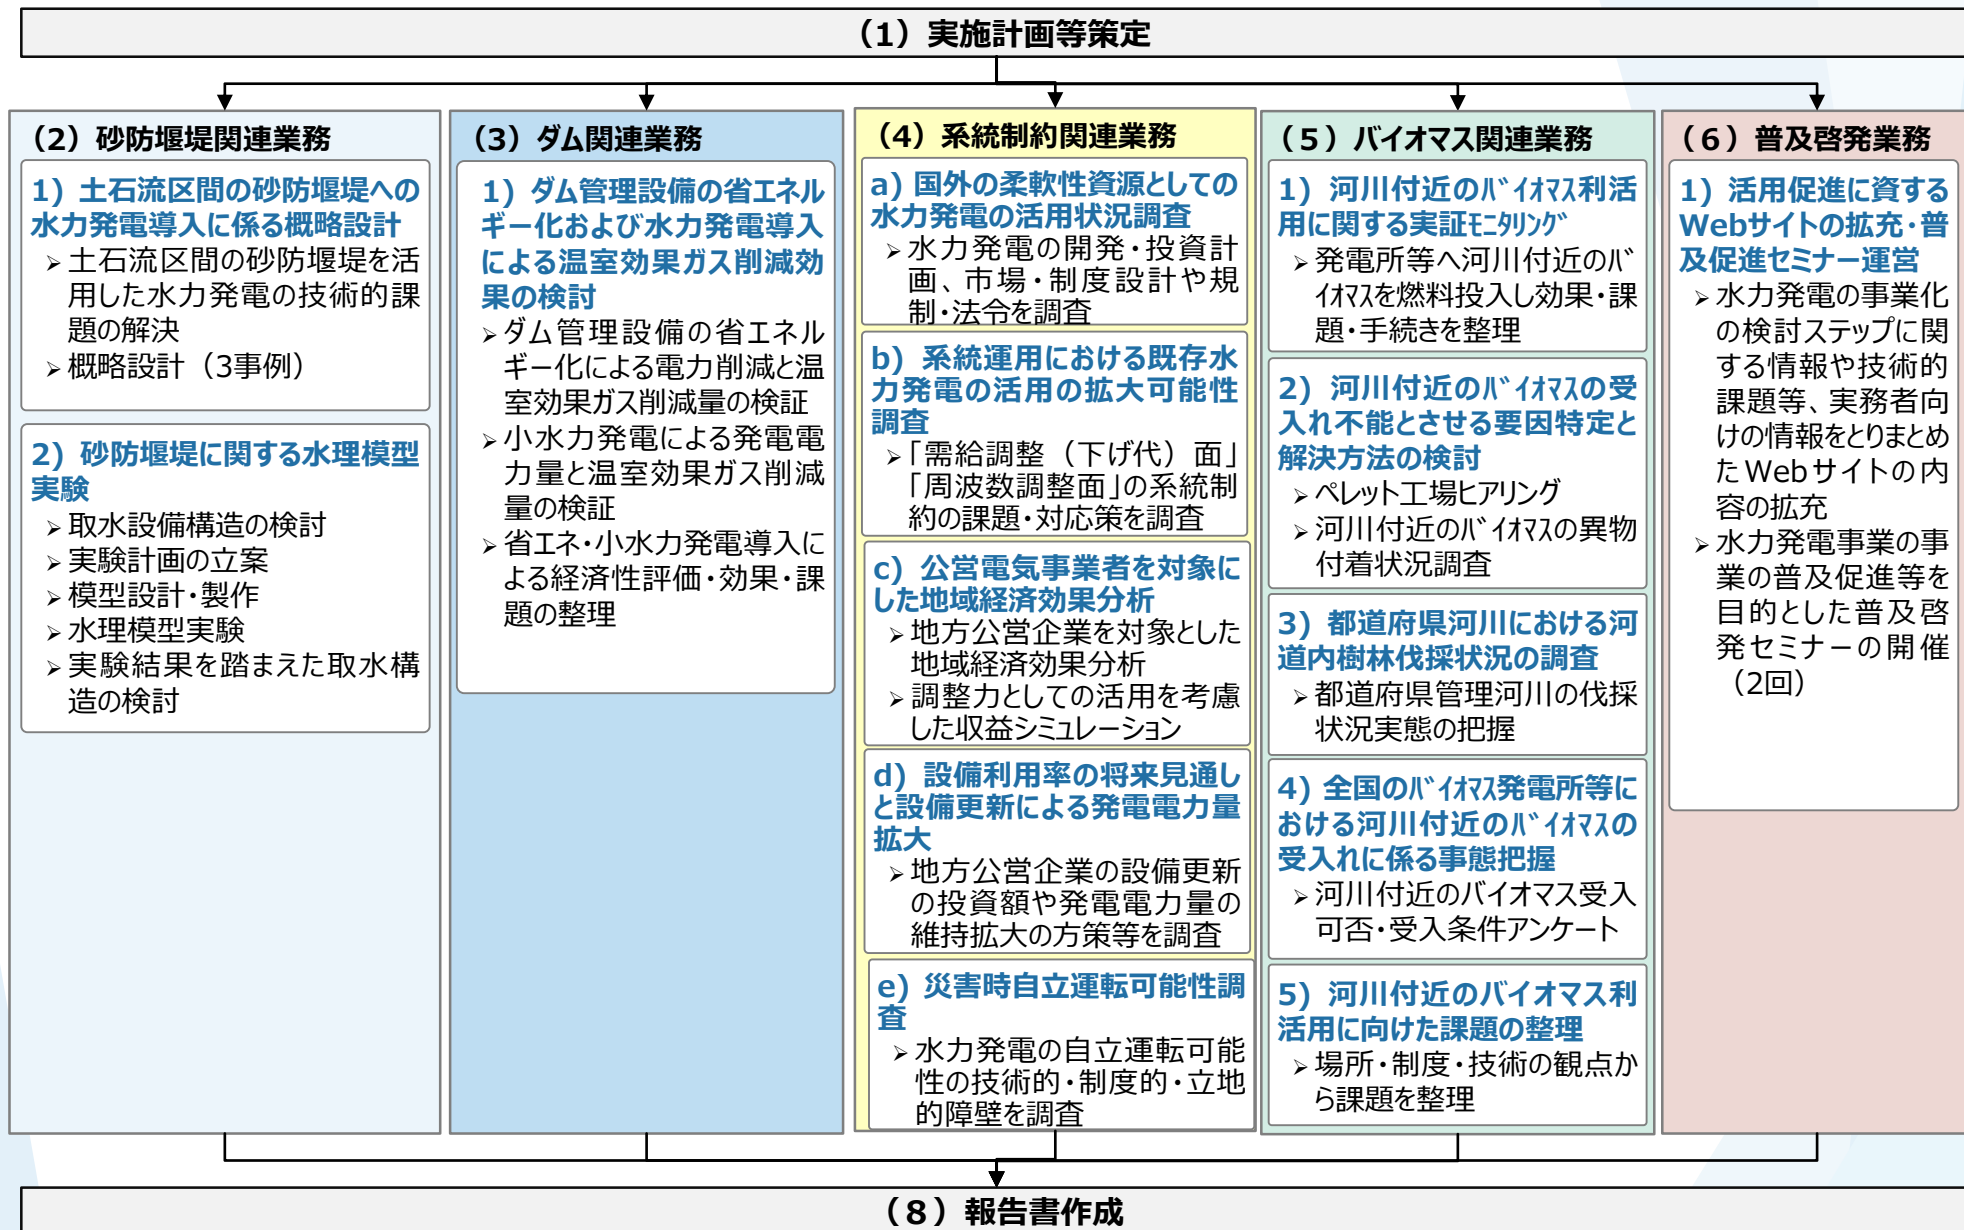 （1）実施計画等策定
（2）砂防堰堤関連業務
1）土石流区間の砂防堰堤への
水力発電導入に係る概略設計
➢土石流区間の砂防堰堤を活
用した水力発電の技術的課
題の解決
➢概略設計（3事例）
2）砂防堰堤に関する水理模型
実験
➢取水設備構造の検討
➢実験計画の立案
➢模型設計・製作
➢水理模型実験
➢実験結果を踏まえた取水構
造の検討
（3）ダム関連業務
1）ダム管理設備の省エネル
ギー化および水力発電導入
による温室効果ガス削減効
果の検討
➢ダム管理設備の省エネル
ギー化による電力削減と温
室効果ガス削減量の検証
➢小水力発電による発電電
力量と温室効果ガス削減
量の検証
➢省エネ・小水力発電導入に
よる経済性評価・効果・課
題の整理
（4）系統制約関連業務
a）国外の柔軟性資源としての
水力発電の活用状況調査
➢水力発電の開発・投資計
画、市場・制度設計や規
制・法令を調査
b）系統運用における既存水
力発電の活用の拡大可能性
調査
➢「需給調整（下げ代）面」
「周波数調整面」の系統制
約の課題・対応策を調査
c）公営電気事業者を対象に
した地域経済効果分析
➢地方公営企業を対象とした
地域経済効果分析
➢調整力としての活用を考慮
した収益シミュレーション
d）設備利用率の将来見通し
と設備更新による発電電力量
拡大
➢地方公営企業の設備更新
の投資額や発電電力量の
維持拡大の方策等を調査
e）災害時自立運転可能性調
査
➢水力発電の自立運転可能
性の技術的・制度的・立地
的障壁を調査
（5）バイオマス関連業務
1）河川付近のﾊﾞｲｵﾏｽ利活
用に関する実証ﾓﾆﾀﾘﾝｸﾞ
➢発電所等へ河川付近のﾊﾞ
ｲｵﾏｽを燃料投入し効果・課
題・手続きを整理
2）河川付近のﾊﾞｲｵﾏｽの受
入れ不能とさせる要因特定と
解決方法の検討
➢ペレット工場ヒアリング
➢河川付近のﾊﾞｲｵﾏｽの異物
付着状況調査
3）都道府県河川における河
道内樹林伐採状況の調査
➢都道府県管理河川の伐採
状況実態の把握
4）全国のﾊﾞｲｵﾏｽ発電所等に
おける河川付近のﾊﾞｲｵﾏｽの
受入れに係る事態把握
➢河川付近のバイオマス受入
可否・受入条件アンケート
5）河川付近のバイオマス利
活用に向けた課題の整理
➢場所・制度・技術の観点か
ら課題を整理
（６）普及啓発業務
1）活用促進に資する
Webサイトの拡充・普
及促進セミナー運営
➢水力発電の事業化
の検討ステップに関
する情報や技術的
課題等、実務者向
けの情報をとりまとめ
たWebサイトの内
容の拡充
➢水力発電事業の事
業の普及促進等を
目的とした普及啓
発セミナーの開催
（2回）
（８）報告書作成